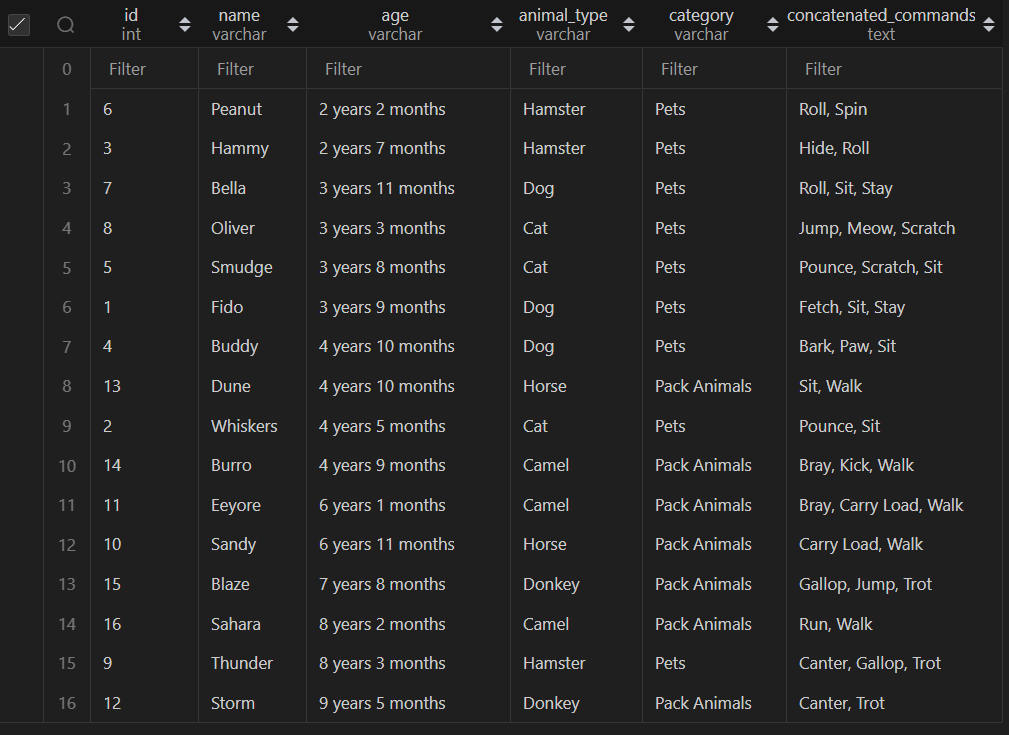 id name age animal_type category concatenated_commands
int varchar varchar varchar varchar text
0 Filter Filter Filter Filter Filter Filter
1 6 Peanut 2 years 2 months Hamster Pets Roll, Spin
2 3 Hammy 2 years 7 months Hamster Pets Hide, Roll
3 7 Bella 3 years 11 months Dog Pets Roll, Sit, Stay
4 8 Oliver 3 years 3 months Cat Pets Jump, Meow, Scratch
5 5 Smudge 3 years 8 months Cat Pets Pounce, Scratch, Sit
6 1 Fido 3 years 9 months Dog Pets Fetch, Sit, Stay
7 4 Buddy 4 years 10 months Dog Pets Bark, Paw, Sit
8 13 Dune 4 years 10 months Horse Pack Animals Sit, Walk
9 2 Whiskers 4 years 5 months Cat Pets Pounce, Sit
10 14 Burro 4 years 9 months Camel Pack Animals Bray, Kick, Walk
11 11 Eeyore 6 years 1 months Camel Pack Animals Bray, Carry Load, Walk
12 10 Sandy 6 years 11 months Horse Pack Animals Carry Load, Walk
13 15 Blaze 7 years 8 months Donkey Pack Animals Gallop, Jump, Trot
14 16 Sahara 8 years 2 months Camel Pack Animals Run, Walk
15 9 Thunder 8 years 3 months Hamster Pets Canter, Gallop, Trot
16 12 Storm 9 years 5 months Donkey Pack Animals Canter, Trot